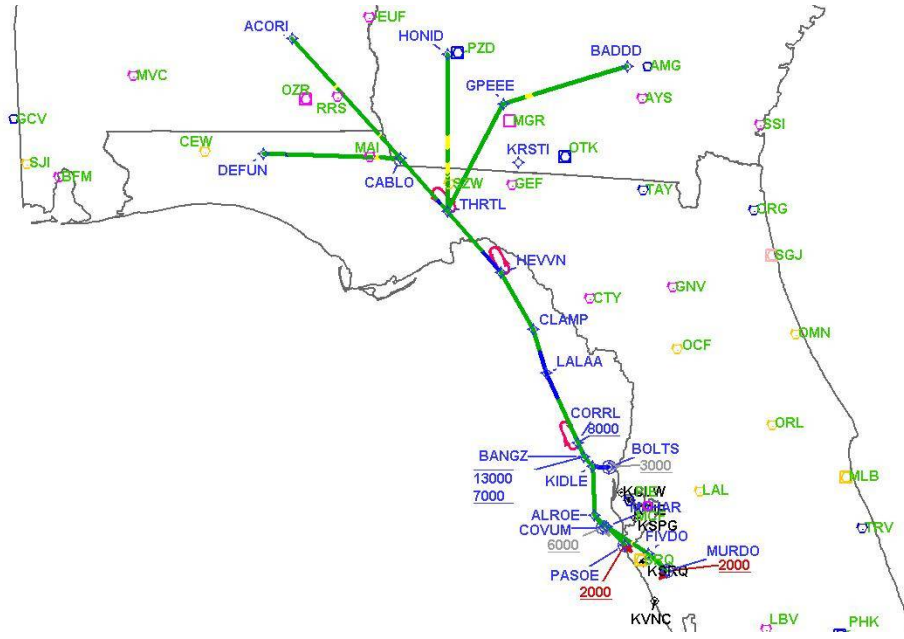 EUF
ACORI
HONID
PZD
BADDD
AMG
MVC
GPEEE
OZR
RRS
AYS
GCV
MGR
SSI
CEW
MAI
KRSTI
OTK
SJI
BFM
DEFUN
CABLO
SZW
GEF
TAY
THRTL
CRG
HEVVN
SGJ
CTY
GNV
CLAMP
OMN
OCF
LALAA
CORRL
8000
ORL
BANGZ
BOLTS
13000
7000
KIDLE
3000
MLB
LAL
ALROE
KSPG
COVUM
6000
FIVDO
TRV
PASOE
MURDO
KSRQ
2000
2000
KVNC
LBV
PHK